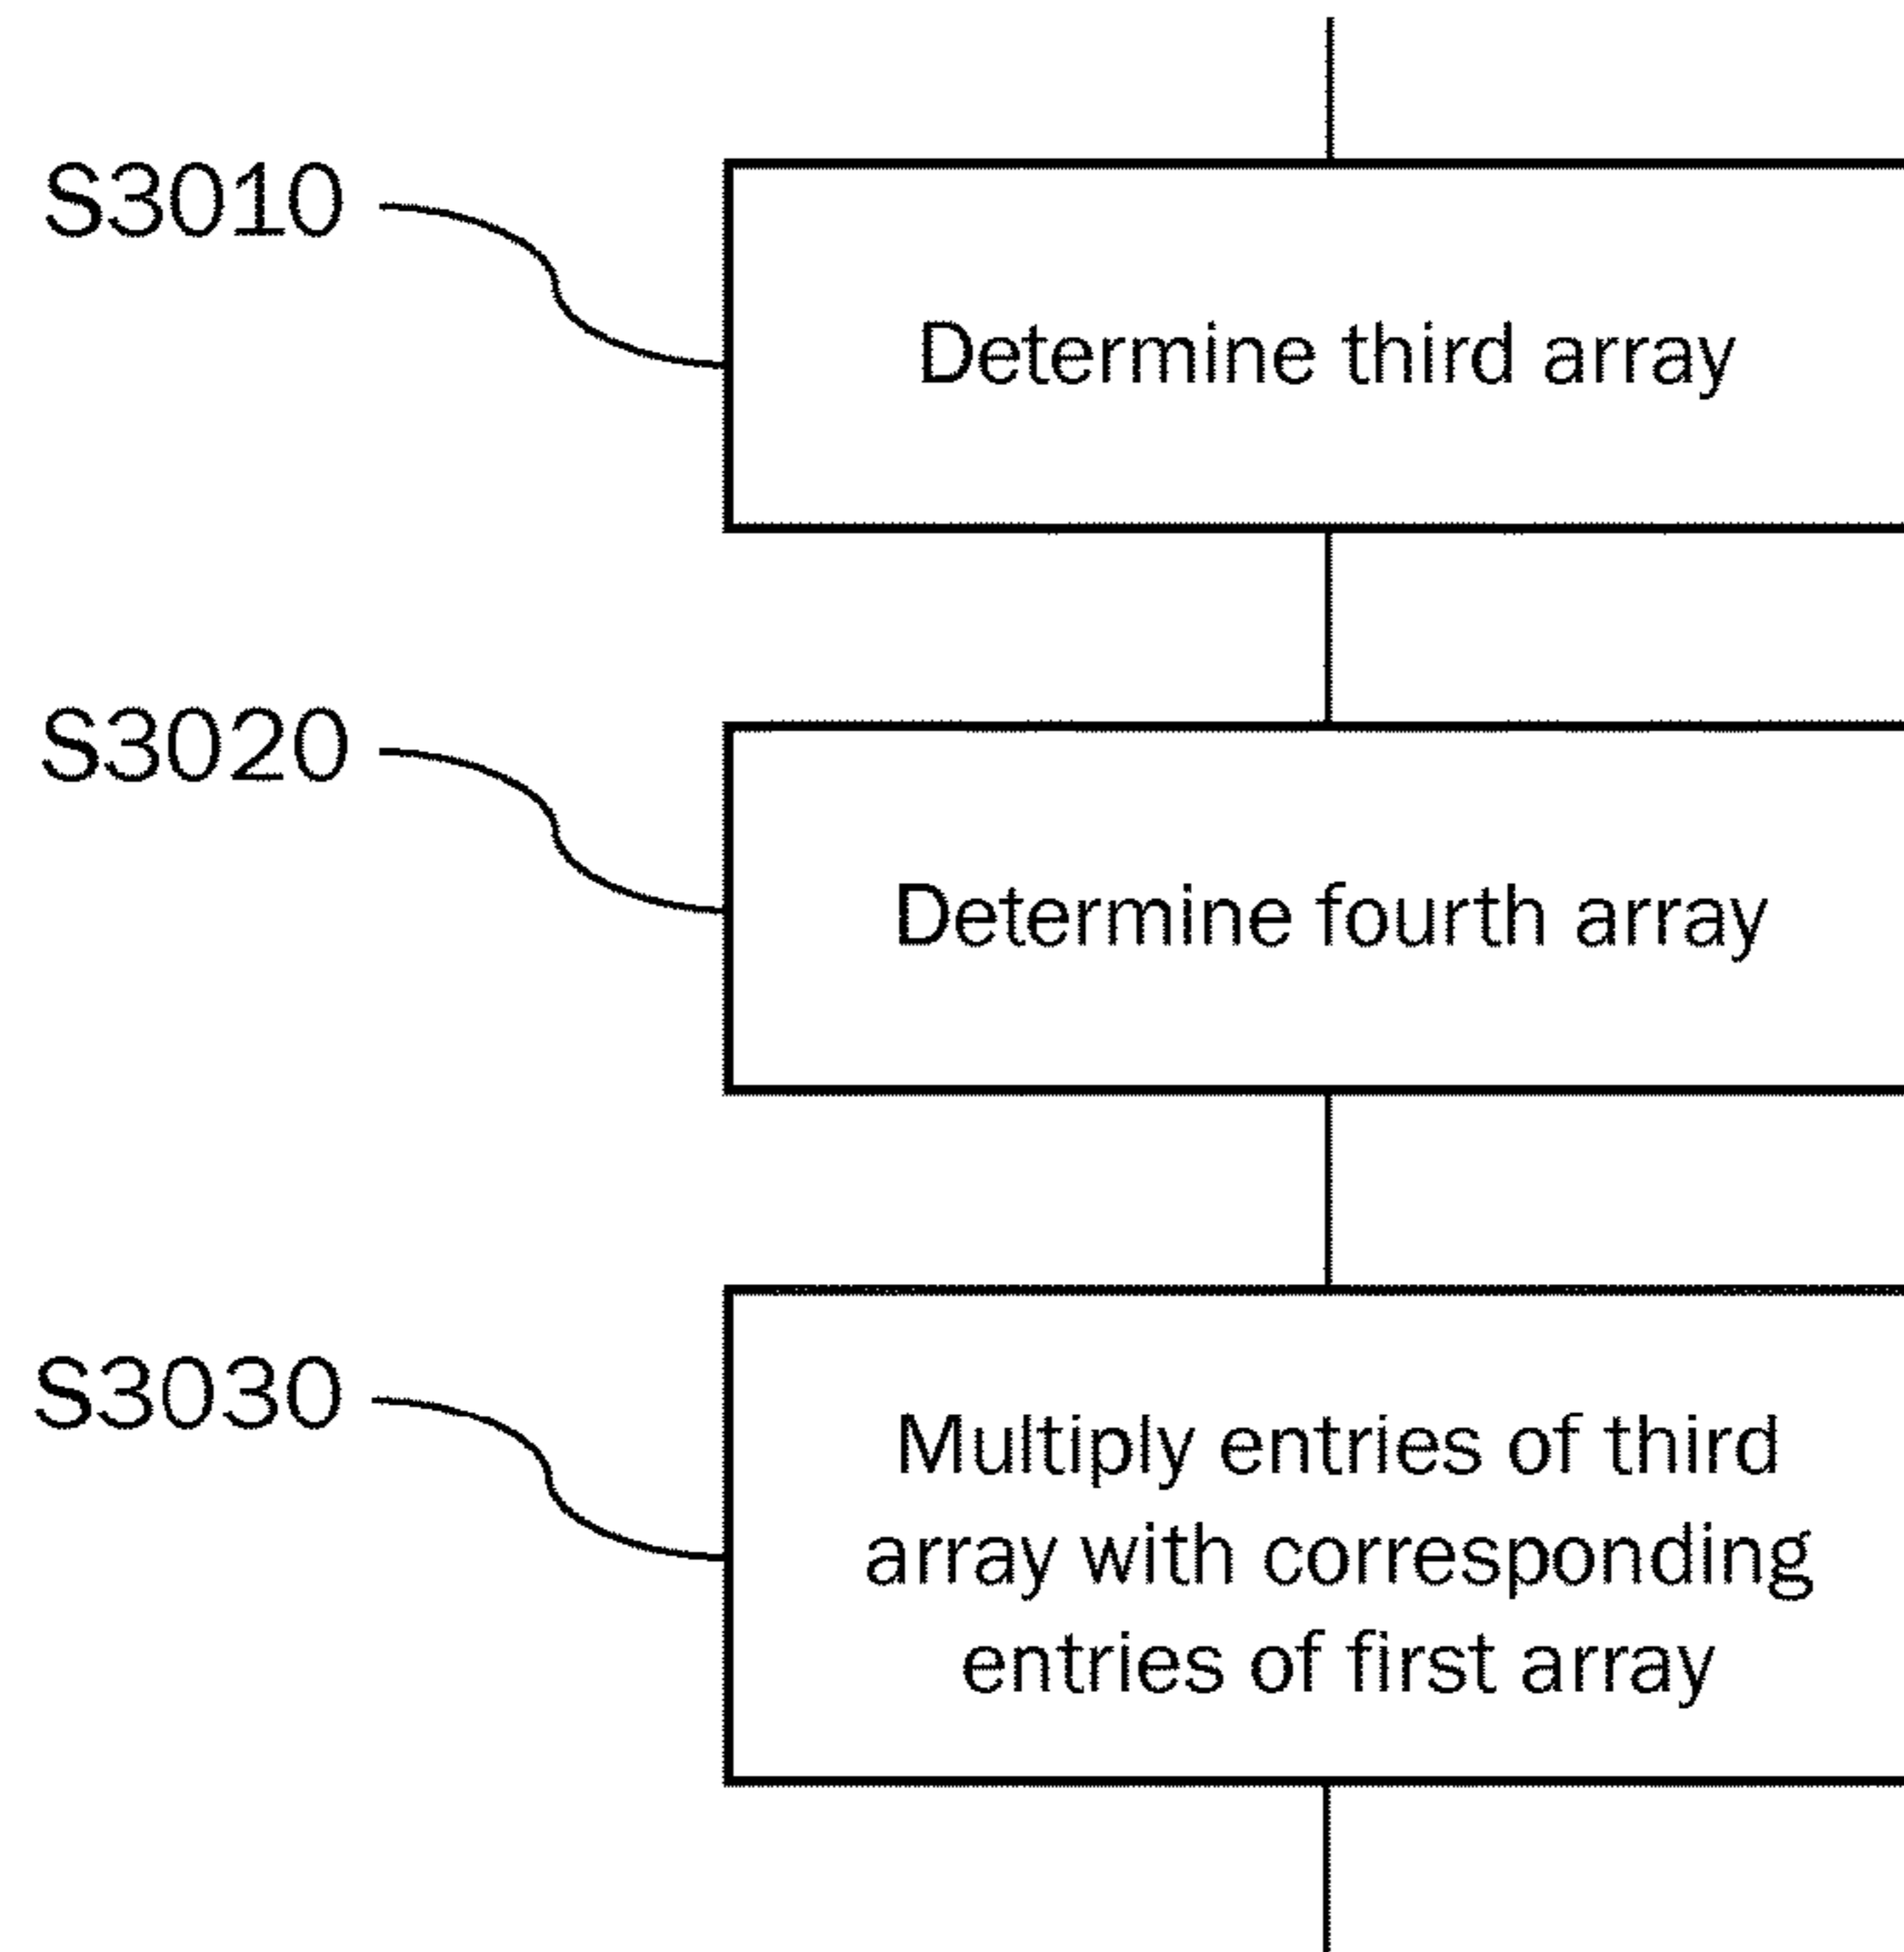 S3010
Determine third array
S3020
Determine fourth array
S3030
Multiply entries of third
array with corresponding
entries of first array